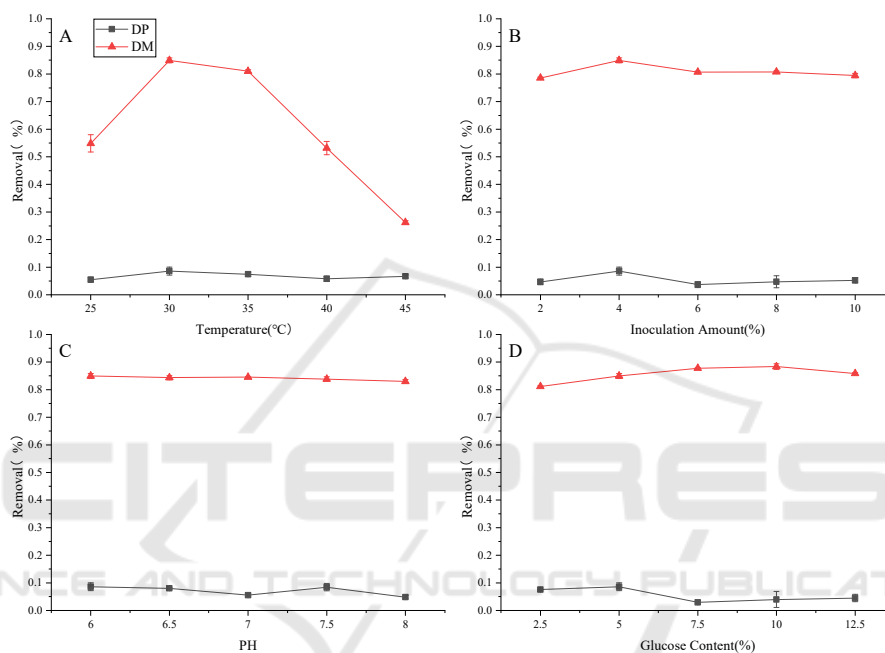 A
DP
DM
1.0
0.9
0.8
0.7
0.6
0.5
0.4
0.3
0.2
0.1
0.0
Removal( %)
25 30 35 40 45
Temperature(℃)
B
1.0
0.9
0.8
0.7
0.6
0.5
0.4
0.3
0.2
0.1
0.0
Removal( %)
2 4 6 8 10
Inoculation Amount(%)
C
1.0
0.9
0.8
0.7
0.6
0.5
0.4
0.3
0.2
0.1
0.0
Removal( %)
6 6.5 7 7.5 8
PH
D
1.0
0.9
0.8
0.7
0.6
0.5
0.4
0.3
0.2
0.1
0.0
Removal( %)
2.5 5 7.5 10 12.5
Glucose Content(%)
CITEPRES
NCE AND TECHNOLOGY PUBLICAT